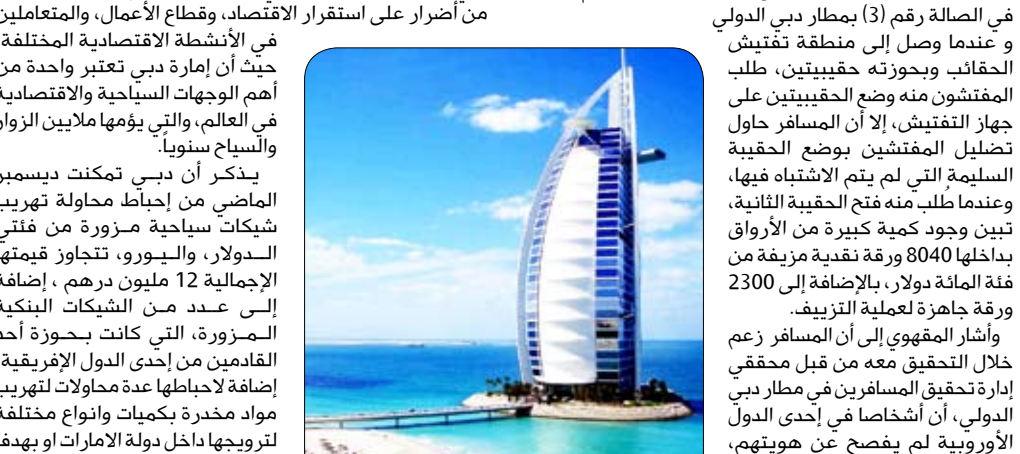 في الصالة رقم (3) بمطار دبي الدولي
و عندما وصل إلى منطقة تفتيش
الحقائب وبحوزته حقيبيتين، طلب
المفتشون منه وضع الحقيبيتين على
جهاز التفتيش، إلا أن المسافر حاول
تضليل المفتشين بوضع الحقيبة
السليمة التي لم يتم الاشتباه فيها،
وعندما طُلب منه فتح الحقيبة الثانية،
تبين وجود كمية كبيرة من الأوراق
بداخلها 8040 ورقة نقدية مزيفة من
فئة المائة دولار، بالإضافة إلى 2300
ورقة جاهزة لعملية التزييف.
وأشار المقهوي إلى أن المسافر زعم
خلال التحقيق معه من قبل محققي
إدارة تحقيق المسافرين في مطار دبي
الدولي، أن أشخاصا في إحدى الدول
الأوروبية لم يفصح عن هويتهم،
من أضرار على استقرار الاقتصاد، وقطاع الأعمال، والمتعاملين
في الأنشطة الاقتصادية المختلفة
حيث أن إمارة دبي تعتبر واحدة من
أهم الوجهات السياحية والاقتصادية
في العالم، والتي يؤمها ملايين الزوار
والسياح سنوياً.
يذكر أن دبي تمكنت ديسمبر
الماضي من إحباط محاولة تهريب
شيكات سياحية مزورة من فئتي
الدولار، واليورو، تتجاوز قيمتها
الإجمالية 12 مليون درهم ، إضافة
إلى عدد من الشيكات البنكية
المزورة، التي كانت بحوزة أحد
القادمين من إحدى الدول الإفريقية
إضافة لاحباطها عدة محاولات لتهريب
مواد مخدرة بكميات وانواع مختلفة
لترويجها داخل دولة الامارات او بهدف